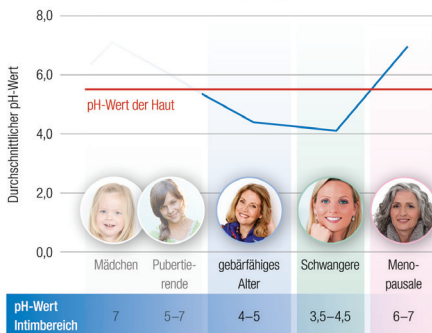 Durchschnittlicher pH-Wert
8,0
6,0
4,0
2,0
0,0
pH-Wert der Haut
Mädchen
Pubertie-
rende
gebärfähiges
Alter
Schwangere
Meno-
pausale
pH-Wert
Intimbereich
7
5–7
4–5
3,5–4,5
6–7